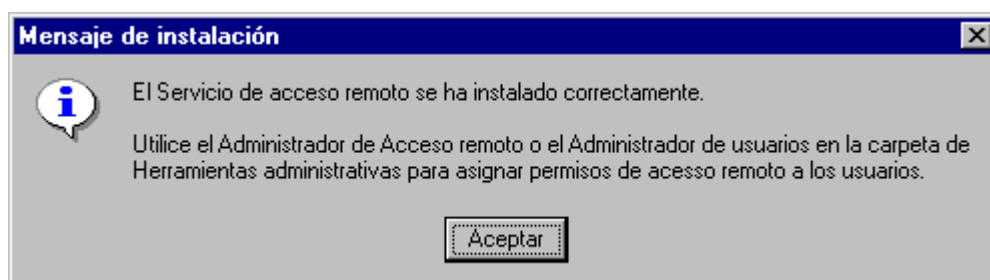 Mensaje de instalación
El Servicio de acceso remoto se ha instalado correctamente.
Utilice el Administrador de Acceso remoto o el Administrador de usuarios en la carpeta de
Herramientas administrativas para asignar permisos de acesso remoto a los usuarios.
Aceptar